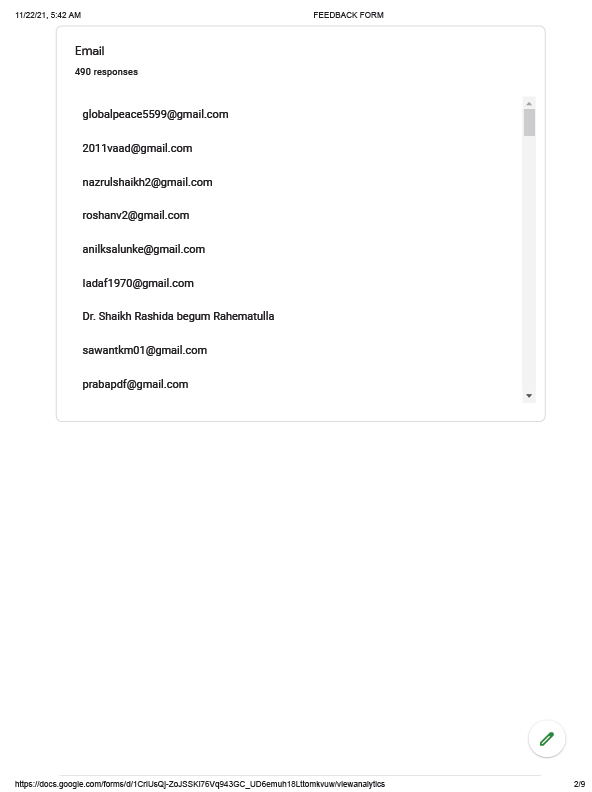 11/22/21, 5:42 AM FEEDBACK FORM
Email
490 responses
globalpeace5599@gmail.com
2011vaad@gmail.com
nazrulshaikh2@gmail.com
roshanv2@gmail.com
anilksalunke@gmail.com
ladaf1970@gmail.com
Dr. Shaikh Rashida begum Rahematulla
sawantkm01@gmail.com
prabapdf@gmail.com
https://docs.google.com/forms/d/1CrlUsQj-ZoJSSKl76Vq943GC_UD6emuh18Lttomkvuw/viewanalytics 2/9